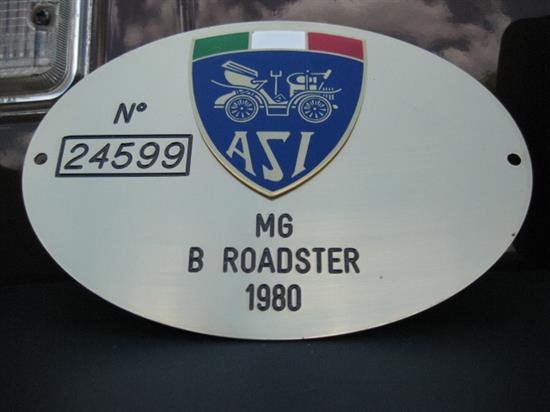 ASI
N°
24599
MG
B ROADSTER
1980